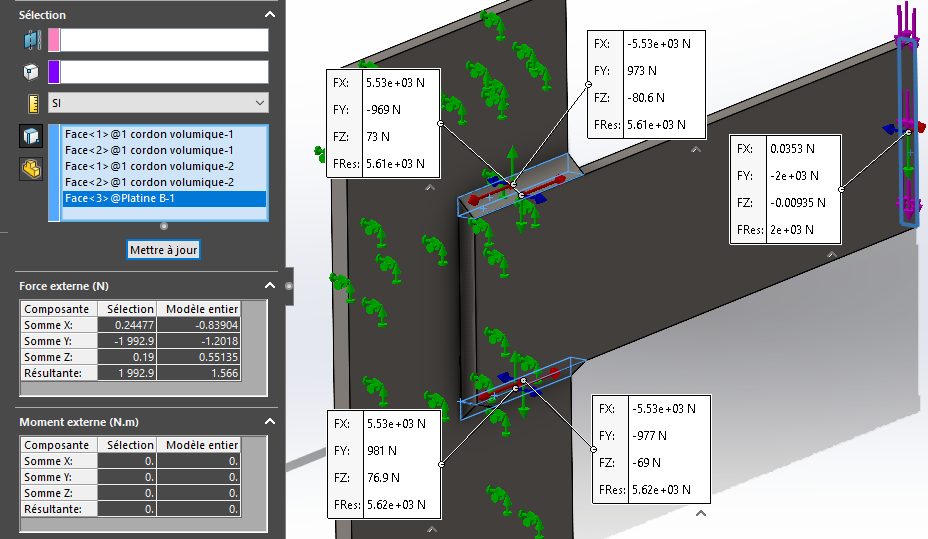 Sélection
SI
Face<1>@1 cordon volumique-1
Face<2>@1 cordon volumique-1
Face<1>@1 cordon volumique-2
Face<2>@1 cordon volumique-2
Face<3>@Platine B-1
Mettre à jour
Force externe (N)
Composante Sélection Modèle entier
Somme X: 0.24477 -0.83904
Somme Y: -1 992.9 -1.2018
Somme Z: 0.19 0.55135
Résultante: 1 992.9 1.566
Moment externe (N.m)
Composante Sélection Modèle entier
Somme X: 0. 0.
Somme Y: 0. 0.
Somme Z: 0. 0.
Résultante: 0. 0.
FX: 5.53e+03 N
FY: -969 N
FZ: 73 N
FRes: 5.61e+03 N
FX: -5.53e+03 N
FY: 973 N
FZ: -80.6 N
FRes: 5.61e+03 N
FX: 0.0353 N
FY: -2e+03 N
FZ: -0.00935 N
FRes: 2e+03 N
FX: 5.53e+03 N
FY: 981 N
FZ: 76.9 N
FRes: 5.62e+03 N
FX: -5.53e+03 N
FY: -977 N
FZ: -69 N
FRes: 5.62e+03 N